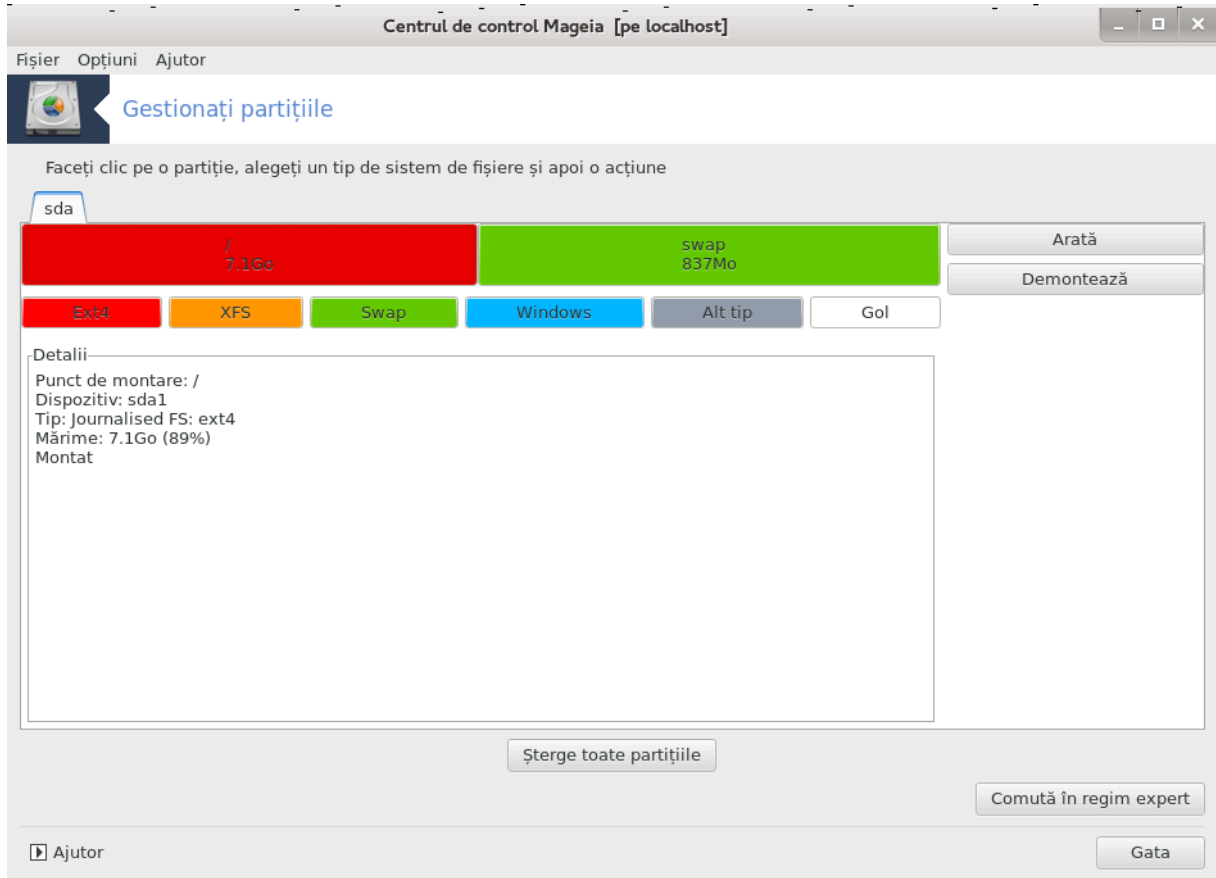 Centrul de control Mageia [pe localhost]
Fișier Opțiuni Ajutor
Gestionați partițiile
Faceți clic pe o partiție, alegeți un tip de sistem de fișiere și apoi o acțiune
sda
/
7.1Go
swap
837Mo
Arată
Demontează
Ext4 XFS Swap Windows Alt tip Gol
Detalii
Punct de montare: /
Dispozitiv: sda1
Tip: Journalised FS: ext4
Mărime: 7.1Go (89%)
Montat
Șterge toate partițiile
Comută în regim expert
Ajutor
Gata